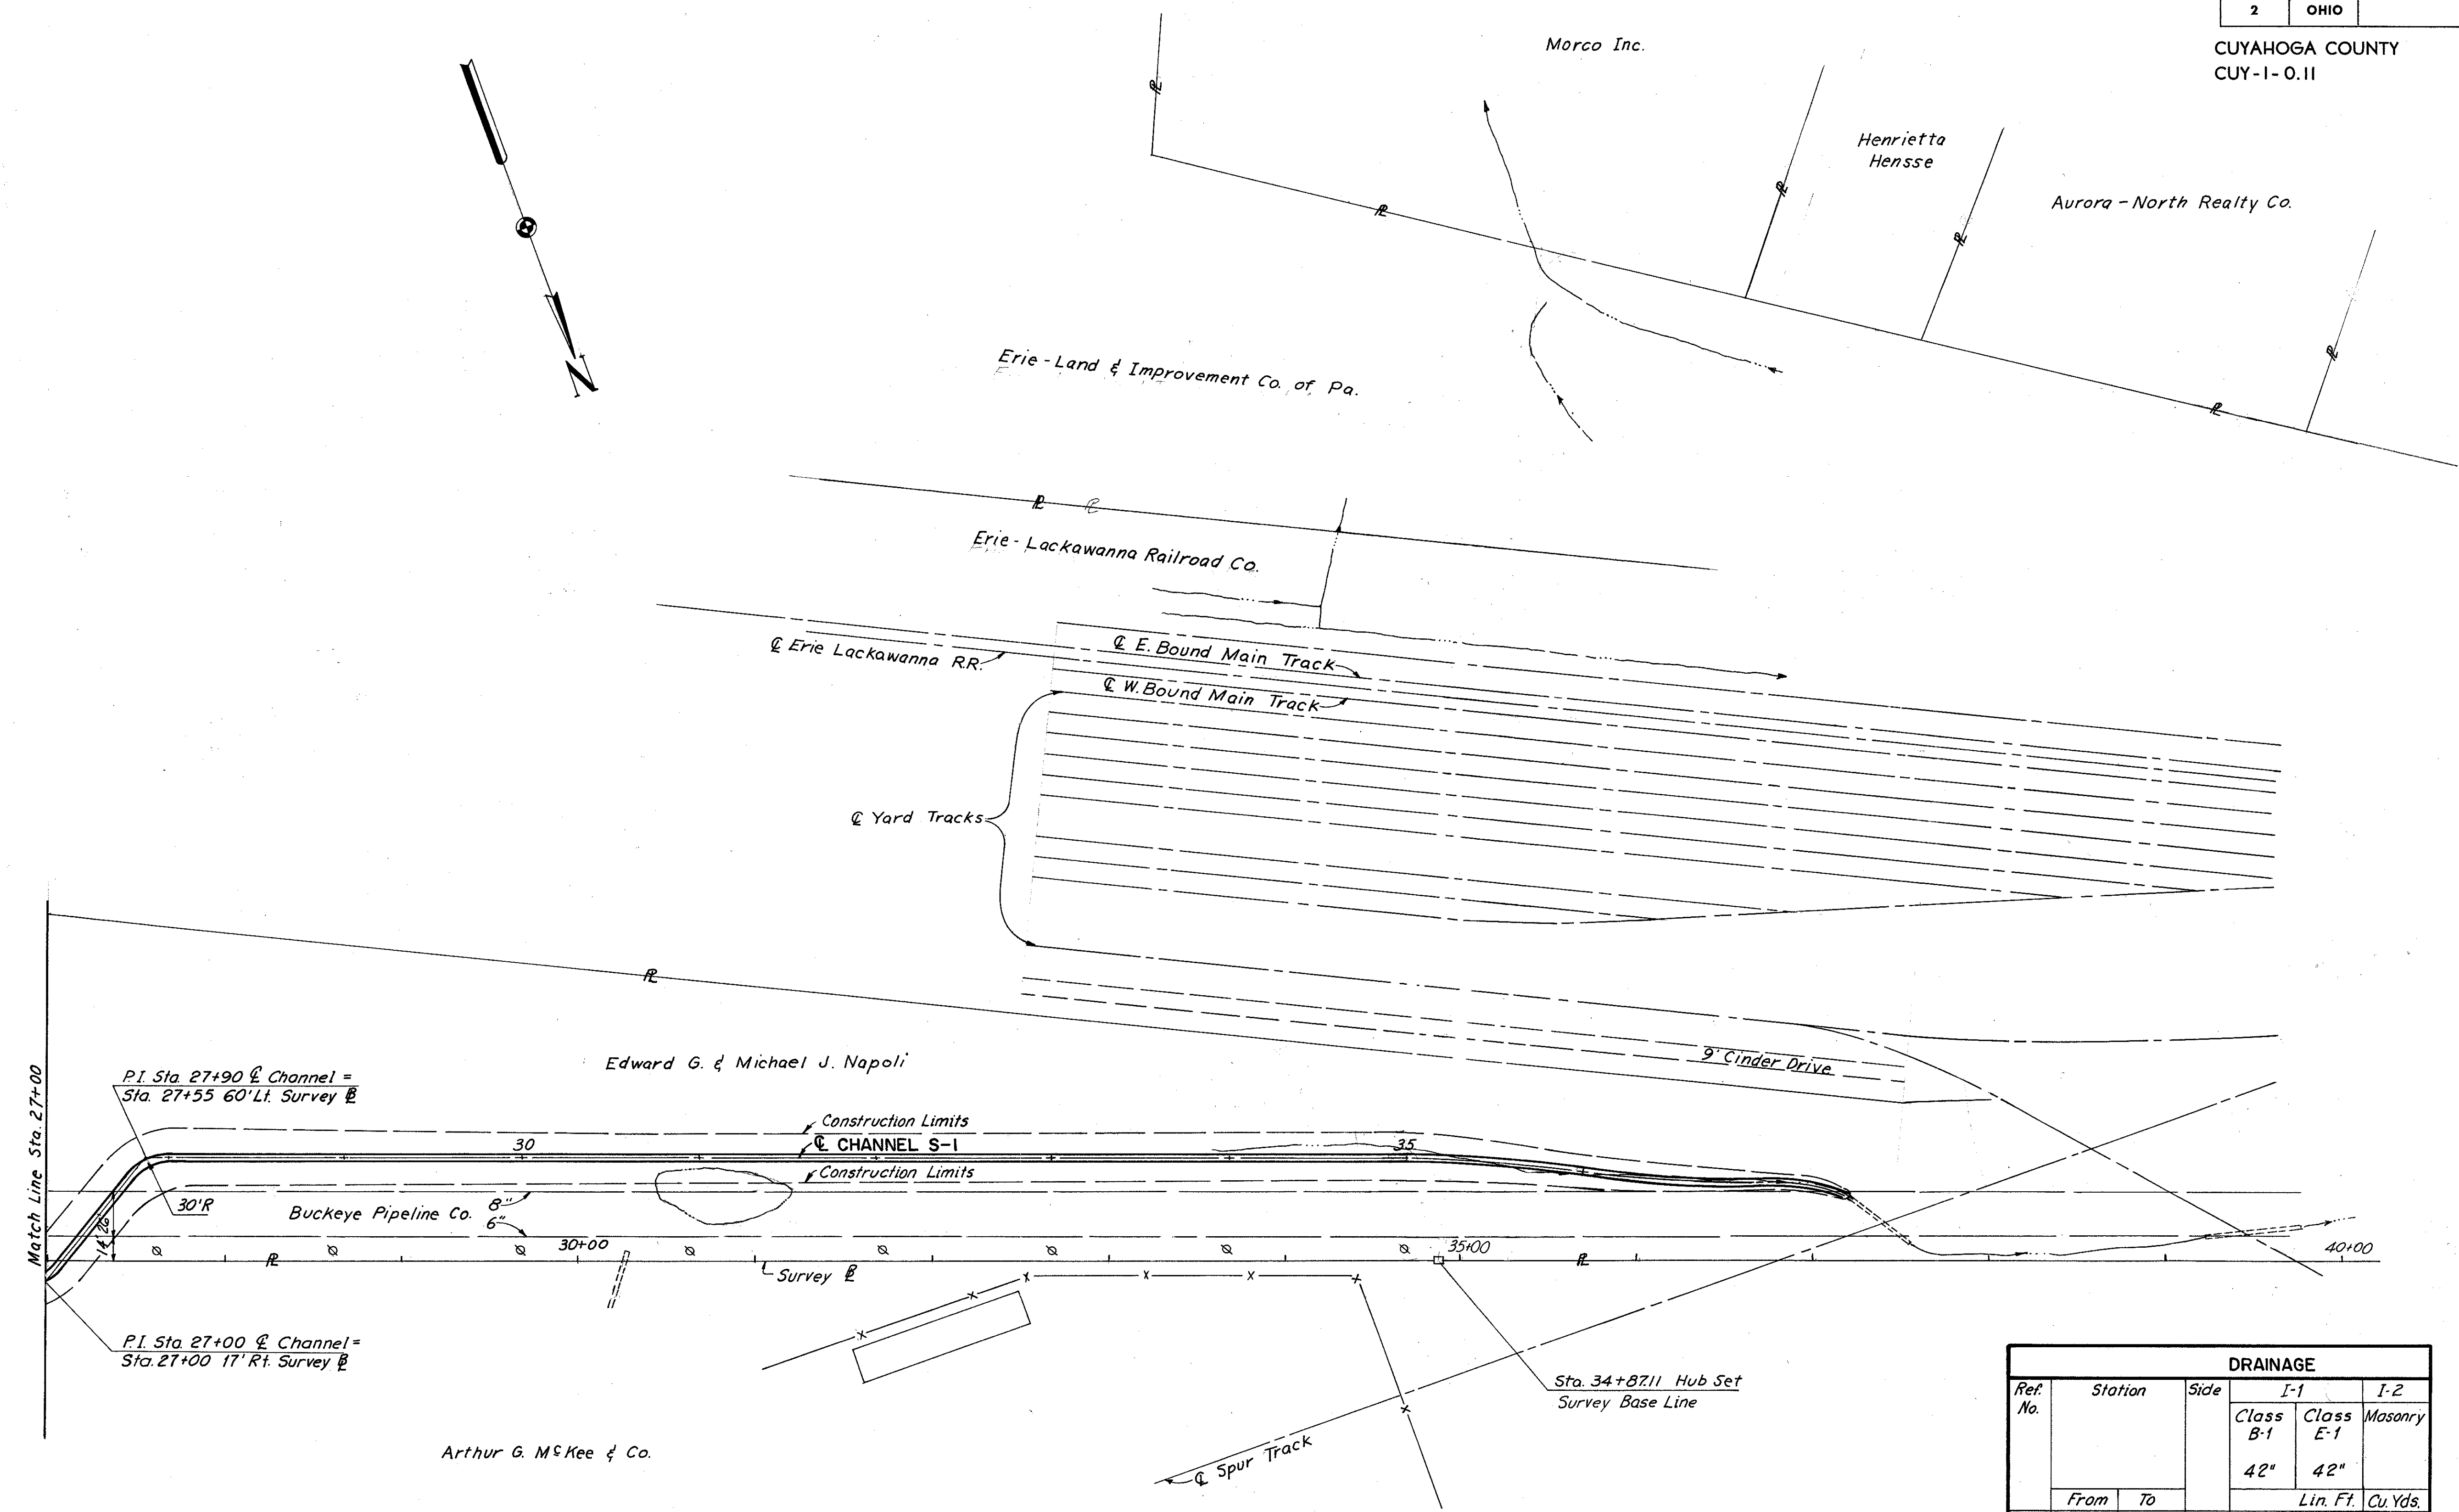 2 OHIO
CUYAHOGA COUNTY
CUY-1-0.11
Morco Inc.
Henrietta
Hensse
Aurora-North Realty Co.
N
Erie-Land & Improvement Co. of Pa.
Erie-Lackawanna Railroad Co.
℄ Erie Lackawanna R.R.
℄ E. Bound Main Track
℄ W. Bound Main Track
℄ Yard Tracks
9' Cinder Drive
Edward G. & Michael J. Napoli
Match Line Sta. 27+00
P.I. Sta. 27+90 ℄ Channel =
Sta. 27+55 60' Lt. Survey BL
Construction Limits
30
℄ CHANNEL S-1
35
Construction Limits
30'R
Buckeye Pipeline Co.
8"
6"
30+00
35+00
40+00
Survey BL
P.I. Sta. 27+00 ℄ Channel =
Sta. 27+00 17' Rt. Survey BL
Sta. 34+87.11 Hub Set
Survey Base Line
℄ Spur Track
Arthur G. McKee & Co.
DRAINAGE
Ref. No. Station Side I-1 I-2
Class B-1 Class E-1 Masonry
42" 42"
From To Lin. Ft. Cu. Yds.